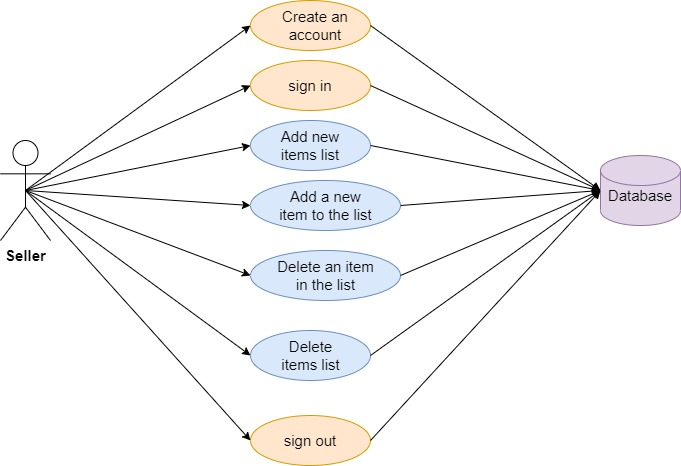 Create an
account
sign in
Add new
items list
Add a new
item to the list
Delete an item
in the list
Delete
items list
sign out
Seller
Database